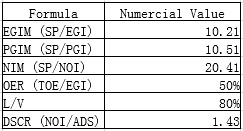 Formula Numercial Value
EGIM (SP/EGI) 10.21
PGIM (SP/PGI) 10.51
NIM (SP/NOI) 20.41
OER (TOE/EGI) 50%
L/V 80%
DSCR (NOI/ADS) 1.43